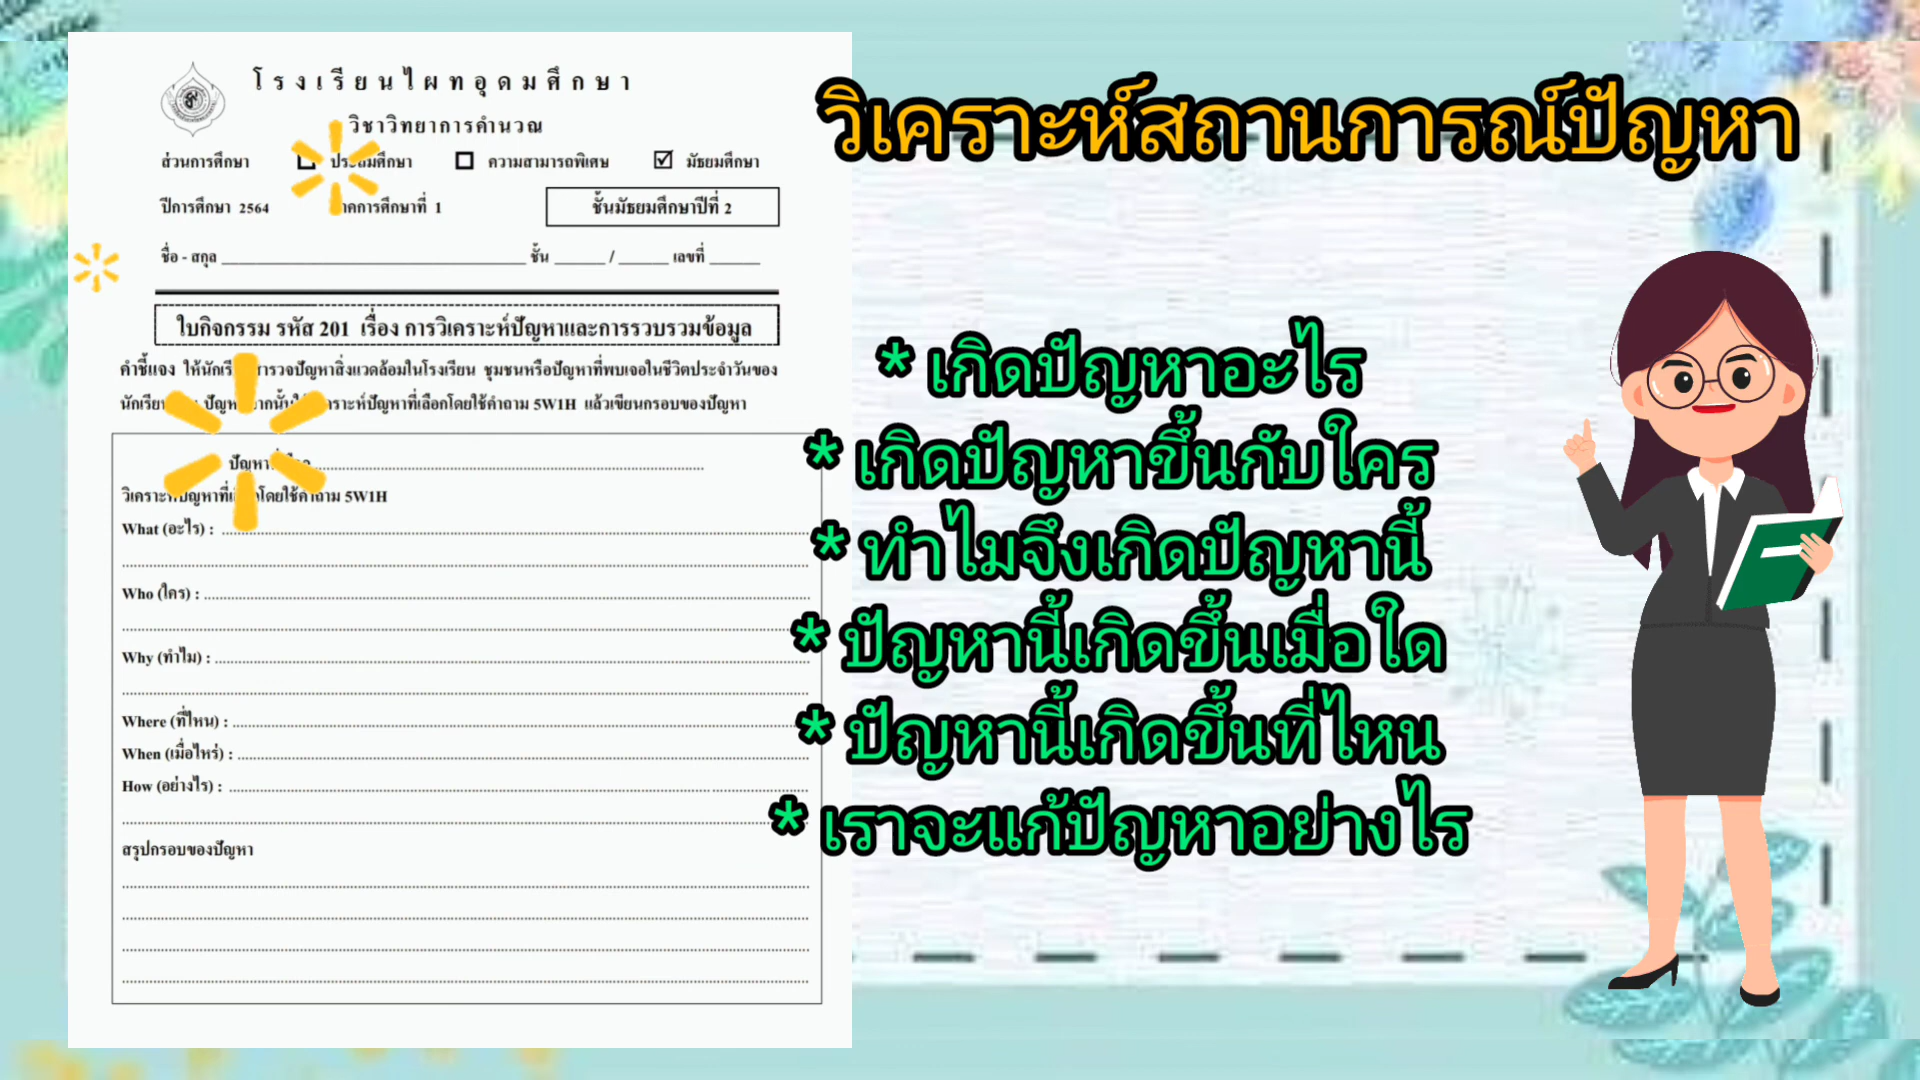 โรงเรียนไผทอุดมศึกษา
วิชาวิทยาการคำนวณ
ส่วนการศึกษา ประถมศึกษา ความสามารถพิเศษ มัธยมศึกษา
ปีการศึกษา 2564 ภาคการศึกษาที่ 1 ชั้นมัธยมศึกษาปีที่ 2
ชื่อ - สกุล ชั้น / เลขที่
ใบกิจกรรม รหัส 201 เรื่อง การวิเคราะห์ปัญหาและการรวบรวมข้อมูล
คำชี้แจง ปัญหาสิ่งแวดล้อมในโรงเรียน ชุมชนหรือปัญหาที่พบเจอในชีวิตประจำวันของ
ปัญหาที่เลือกโดยใช้คำถาม 5W1H แล้วเขียนกรอบของปัญหา
วิเคราะห์ปัญหาที่เลือกโดยใช้คำถาม 5W1H
What (อะไร) :
Who (ใคร) :
Why (ทำไม) :
Where (ที่ไหน) :
When (เมื่อไหร่) :
How (อย่างไร) :
สรุปกรอบของปัญหา
วิเคราะห์สถานการณ์ปัญหา
* เกิดปัญหาอะไร
* เกิดปัญหาขึ้นกับใคร
* ทำไมจึงเกิดปัญหานี้
* ปัญหานี้เกิดขึ้นเมื่อใด
* ปัญหานี้เกิดขึ้นที่ไหน
* เราจะแก้ปัญหาอย่างไร